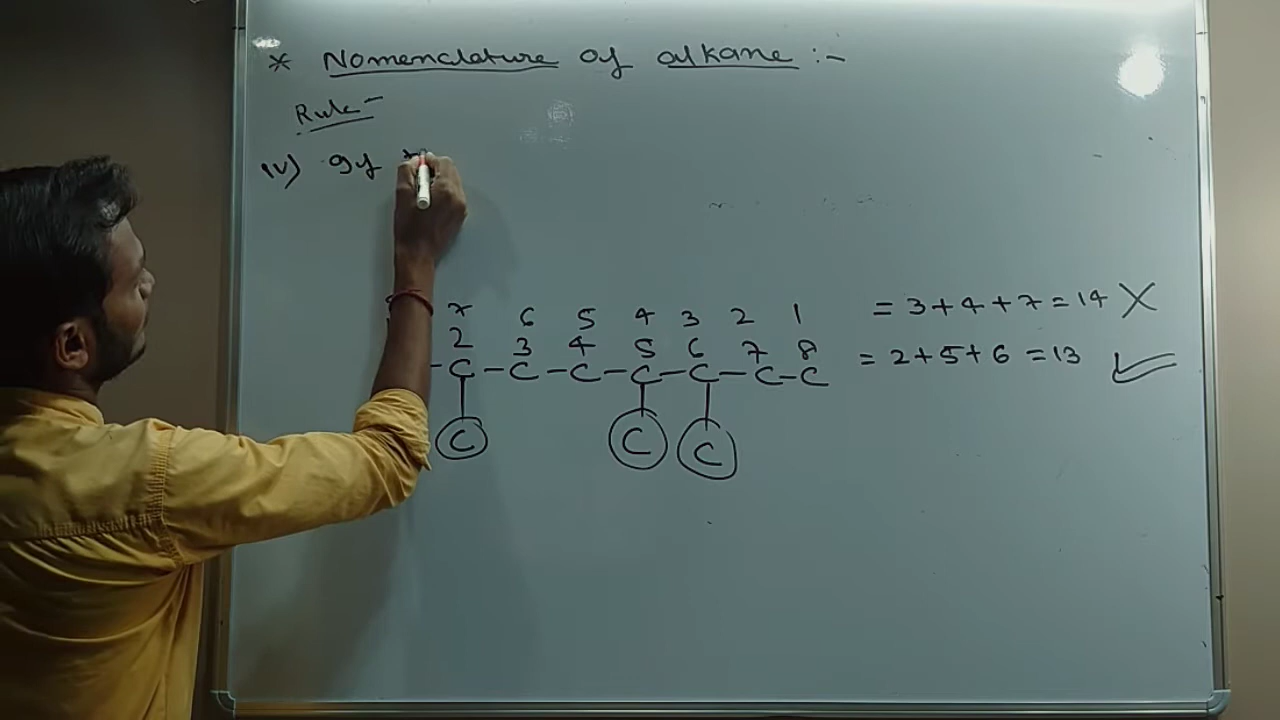 * Nomenclature of alkane :-
Rule -
iv) If
7 6 5 4 3 2 1 = 3+4+7=14 X
2 3 4 5 6 7 8 = 2+5+6 =13 ✓
-C-C-C-C-C-C-C
C C C